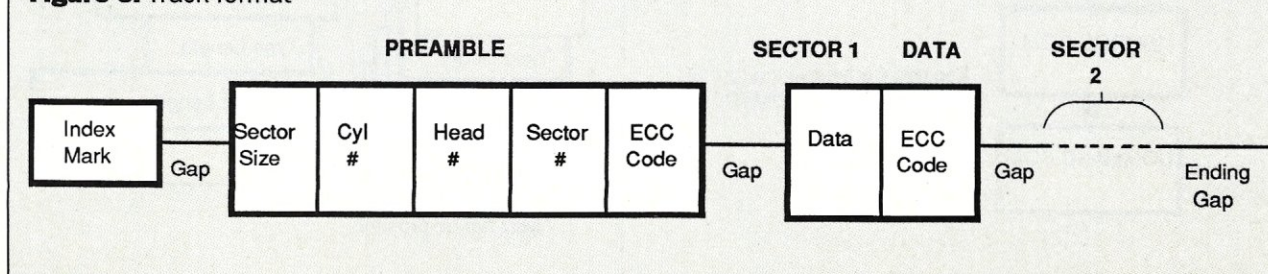 Figure 3. Track format
PREAMBLE
SECTOR 1 DATA
SECTOR
2
Index
Mark
Gap
Sector
Size
Cyl
#
Head
#
Sector
#
ECC
Code
Gap
Data
ECC
Code
Gap
Ending
Gap